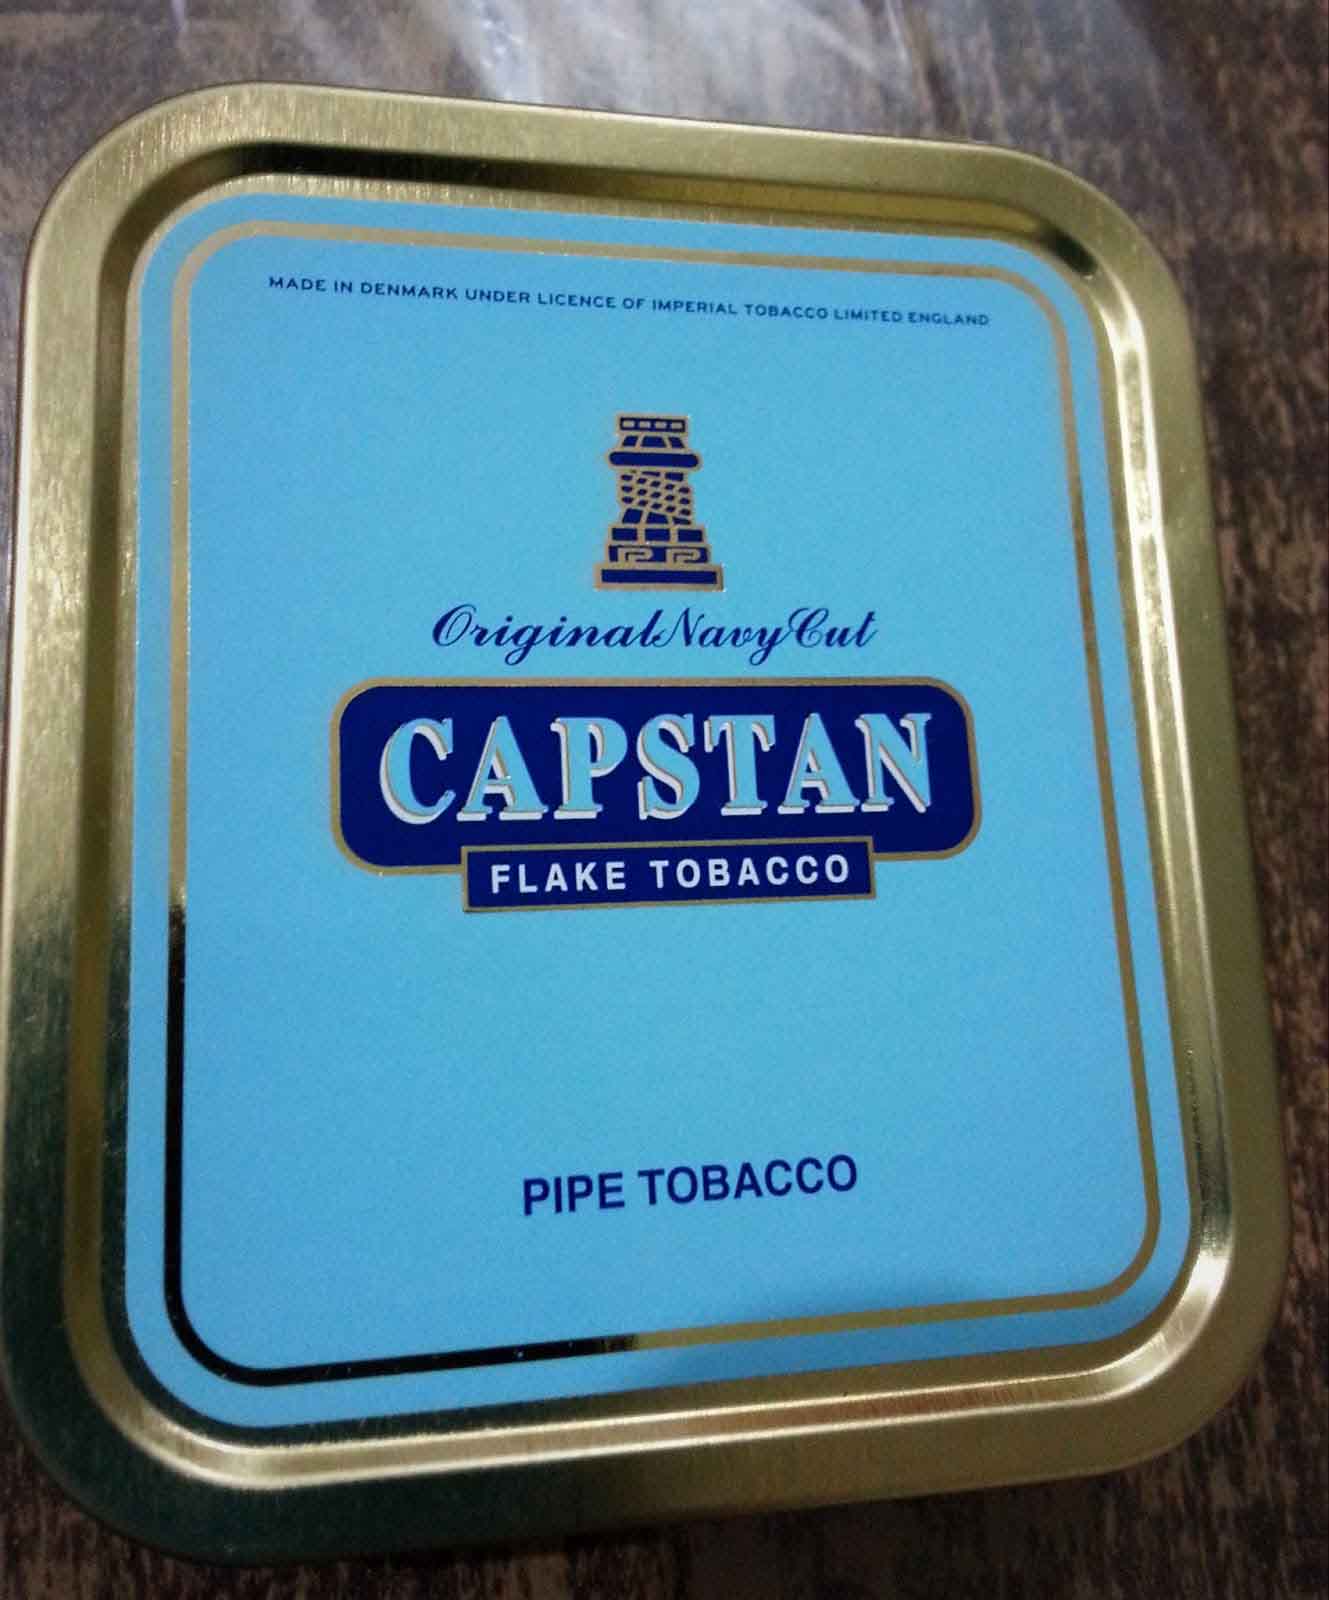 MADE IN DENMARK UNDER LICENCE OF IMPERIAL TOBACCO LIMITED ENGLAND
Original Navy Cut
CAPSTAN
FLAKE TOBACCO
PIPE TOBACCO